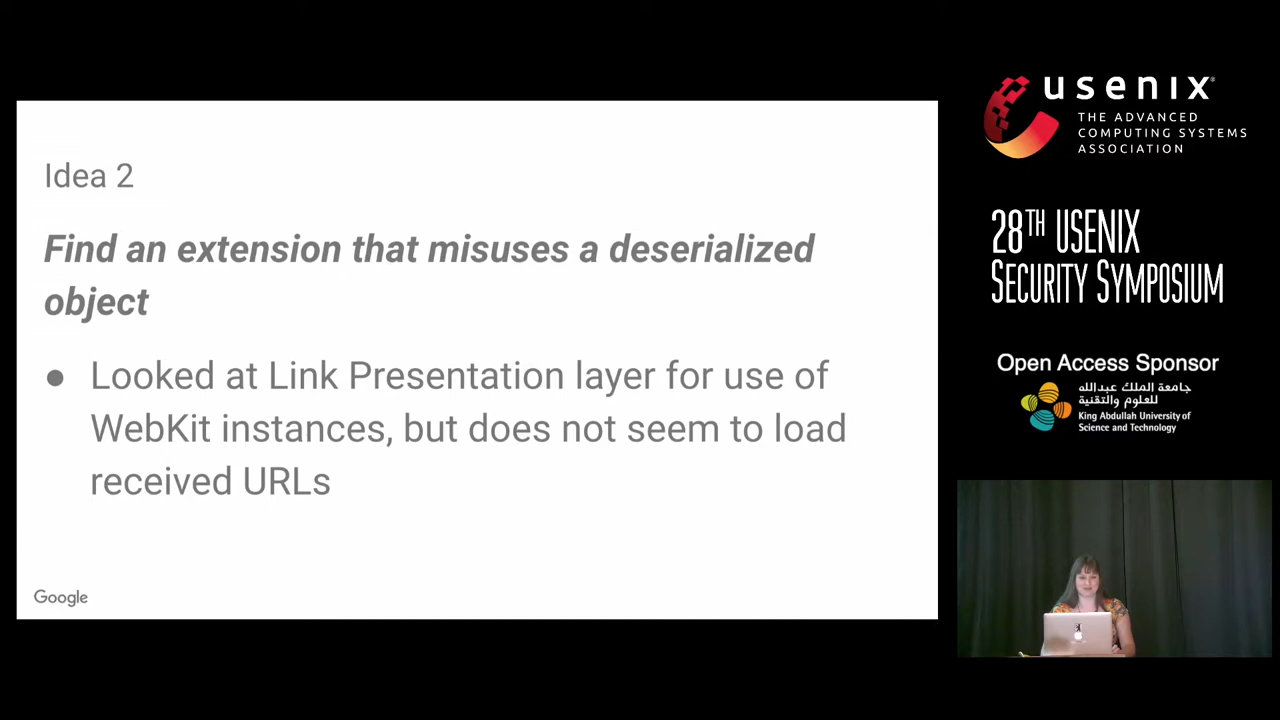 Idea 2
Find an extension that misuses a deserialized
object
● Looked at Link Presentation layer for use of
WebKit instances, but does not seem to load
received URLs
Google
usenix
THE ADVANCED
COMPUTING SYSTEMS
ASSOCIATION
28TH USENIX
SECURITY SYMPOSIUM
Open Access Sponsor
جامعة الملك عبدالله
للعلوم والتقنية
King Abdullah University of
Science and Technology